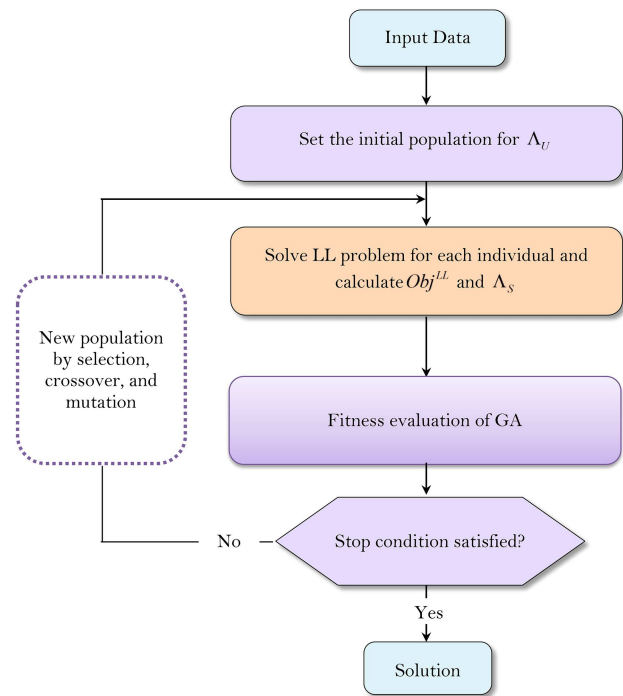 Input Data
Set the initial population for Λ_U
Solve LL problem for each individual and
calculate Obj^{LL} and Λ_S
New population
by selection,
crossover, and
mutation
Fitness evaluation of GA
Stop condition satisfied?
No
Yes
Solution